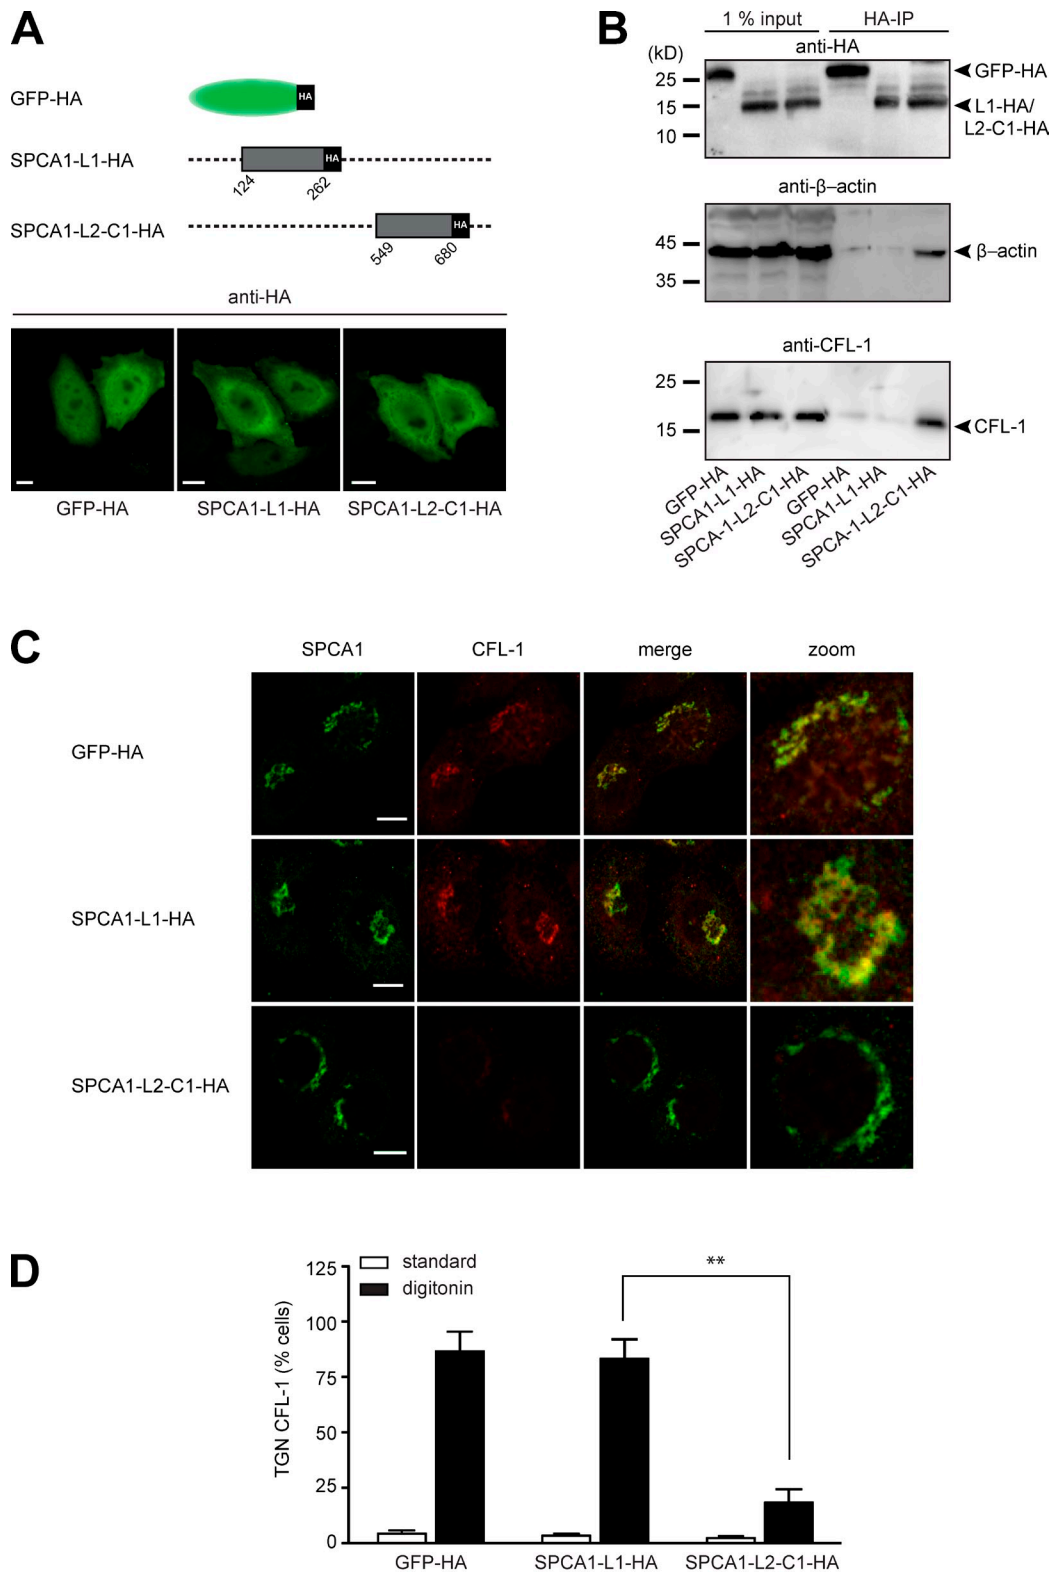 A
GFP-HA
HA
SPCA1-L1-HA
HA
124
262
SPCA1-L2-C1-HA
HA
549
680
anti-HA
GFP-HA
SPCA1-L1-HA
SPCA1-L2-C1-HA
B
1 % input
HA-IP
(kD)
anti-HA
25
15
10
GFP-HA
L1-HA/
L2-C1-HA
anti-β–actin
45
35
β–actin
anti-CFL-1
25
15
CFL-1
GFP-HA
SPCA1-L1-HA
SPCA-1-L2-C1-HA
GFP-HA
SPCA1-L1-HA
SPCA-1-L2-C1-HA
C
SPCA1
CFL-1
merge
zoom
GFP-HA
SPCA1-L1-HA
SPCA1-L2-C1-HA
D
standard
digitonin
**
TGN CFL-1 (% cells)
125
100
75
50
25
0
GFP-HA
SPCA1-L1-HA
SPCA1-L2-C1-HA